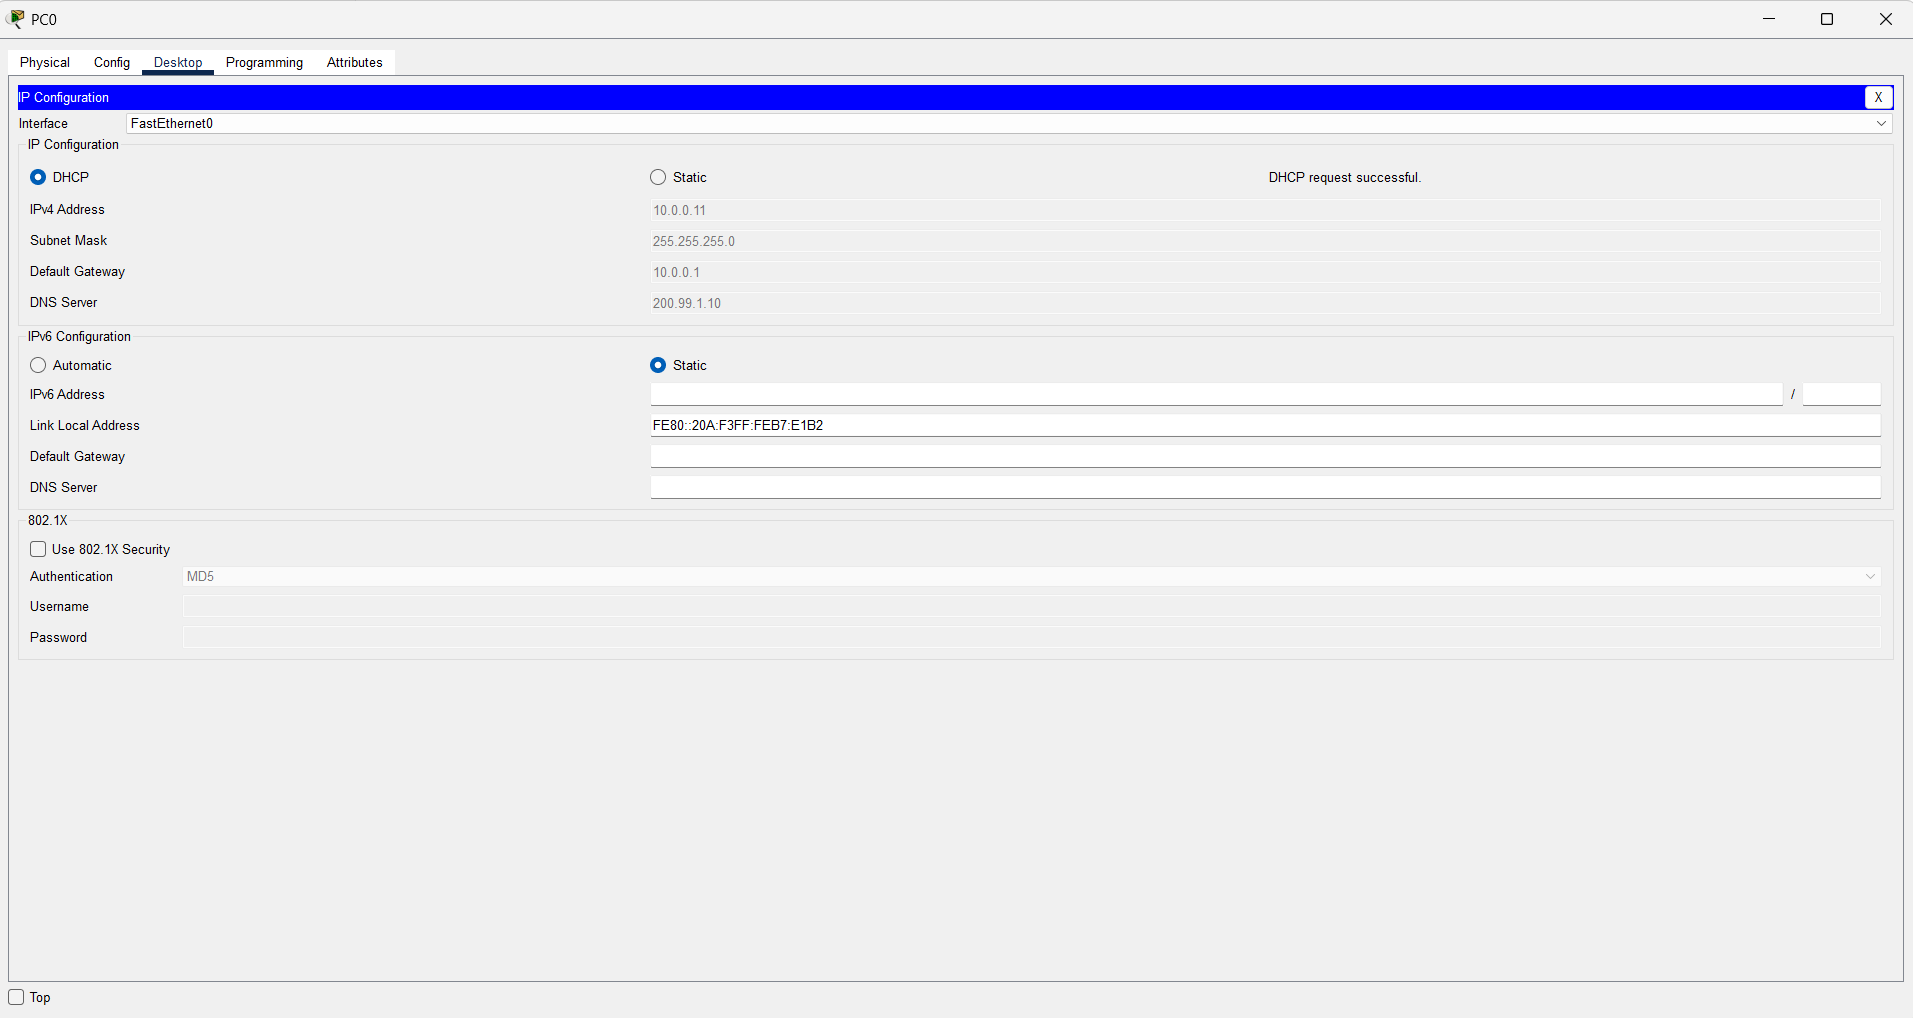 PC0
Physical Config Desktop Programming Attributes
IP Configuration X
Interface FastEthernet0
IP Configuration
DHCP Static DHCP request successful.
IPv4 Address 10.0.0.11
Subnet Mask 255.255.255.0
Default Gateway 10.0.0.1
DNS Server 200.99.1.10
IPv6 Configuration
Automatic Static
IPv6 Address /
Link Local Address FE80::20A:F3FF:FEB7:E1B2
Default Gateway
DNS Server
802.1X
Use 802.1X Security
Authentication MD5
Username
Password
Top